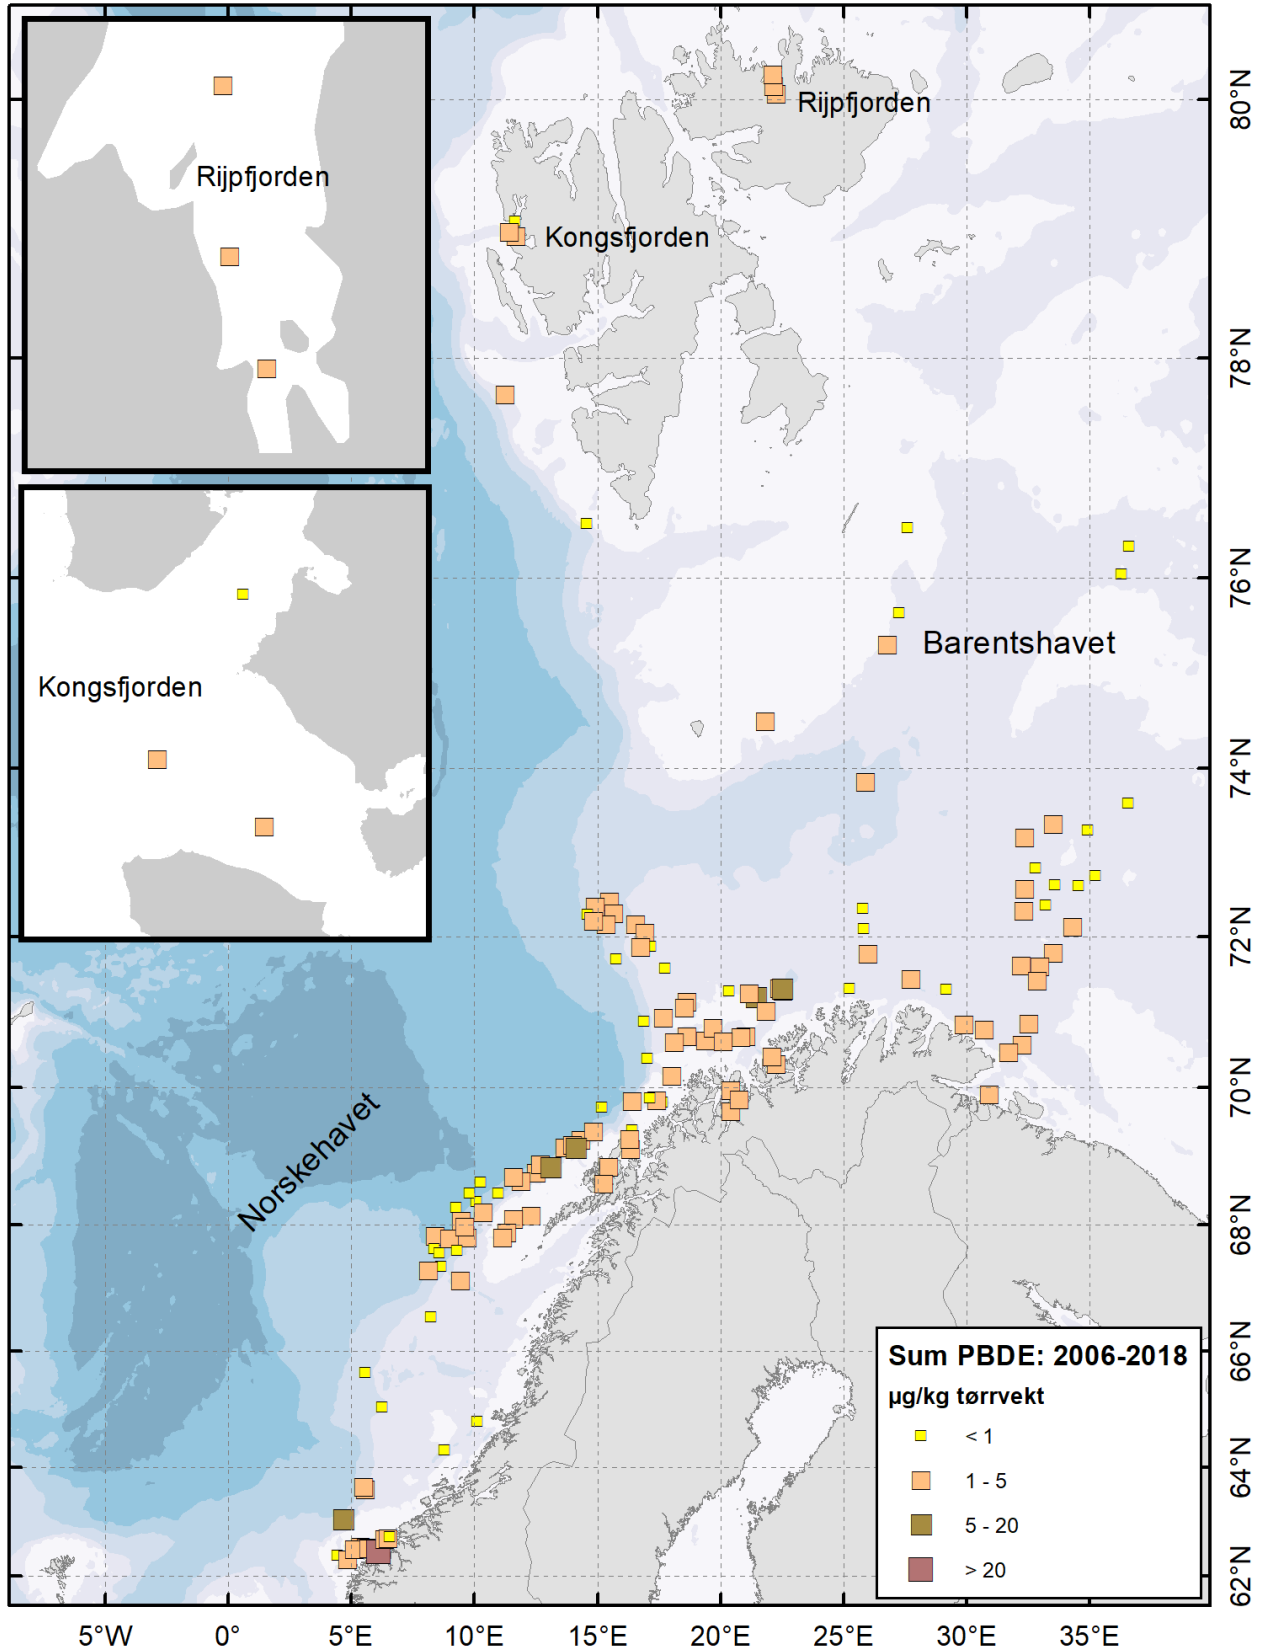 Rijpfjorden
80°N
Rijpfjorden
Kongsfjorden
78°N
76°N
Barentshavet
Kongsfjorden
74°N
72°N
70°N
Norskehavet
68°N
66°N
64°N
62°N
Sum PBDE: 2006-2018
µg/kg tørrvekt
< 1
1 - 5
5 - 20
> 20
5°W 0° 5°E 10°E 15°E 20°E 25°E 30°E 35°E